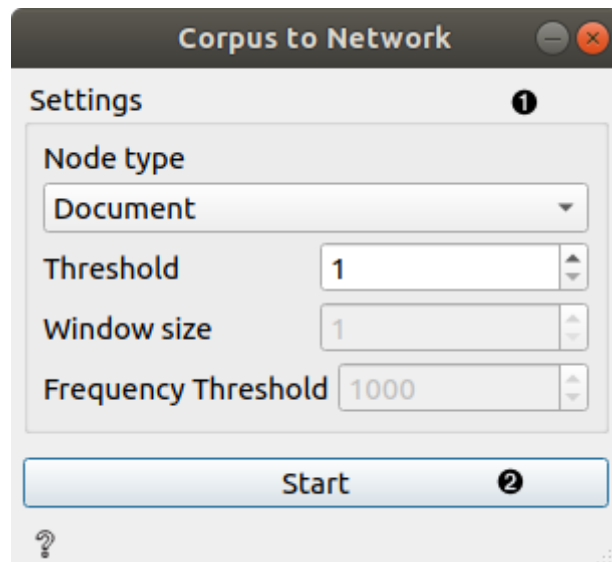 Corpus to Network
Settings ❶
Node type
Document
Threshold 1
Window size 1
Frequency Threshold 1000
Start ❷
?